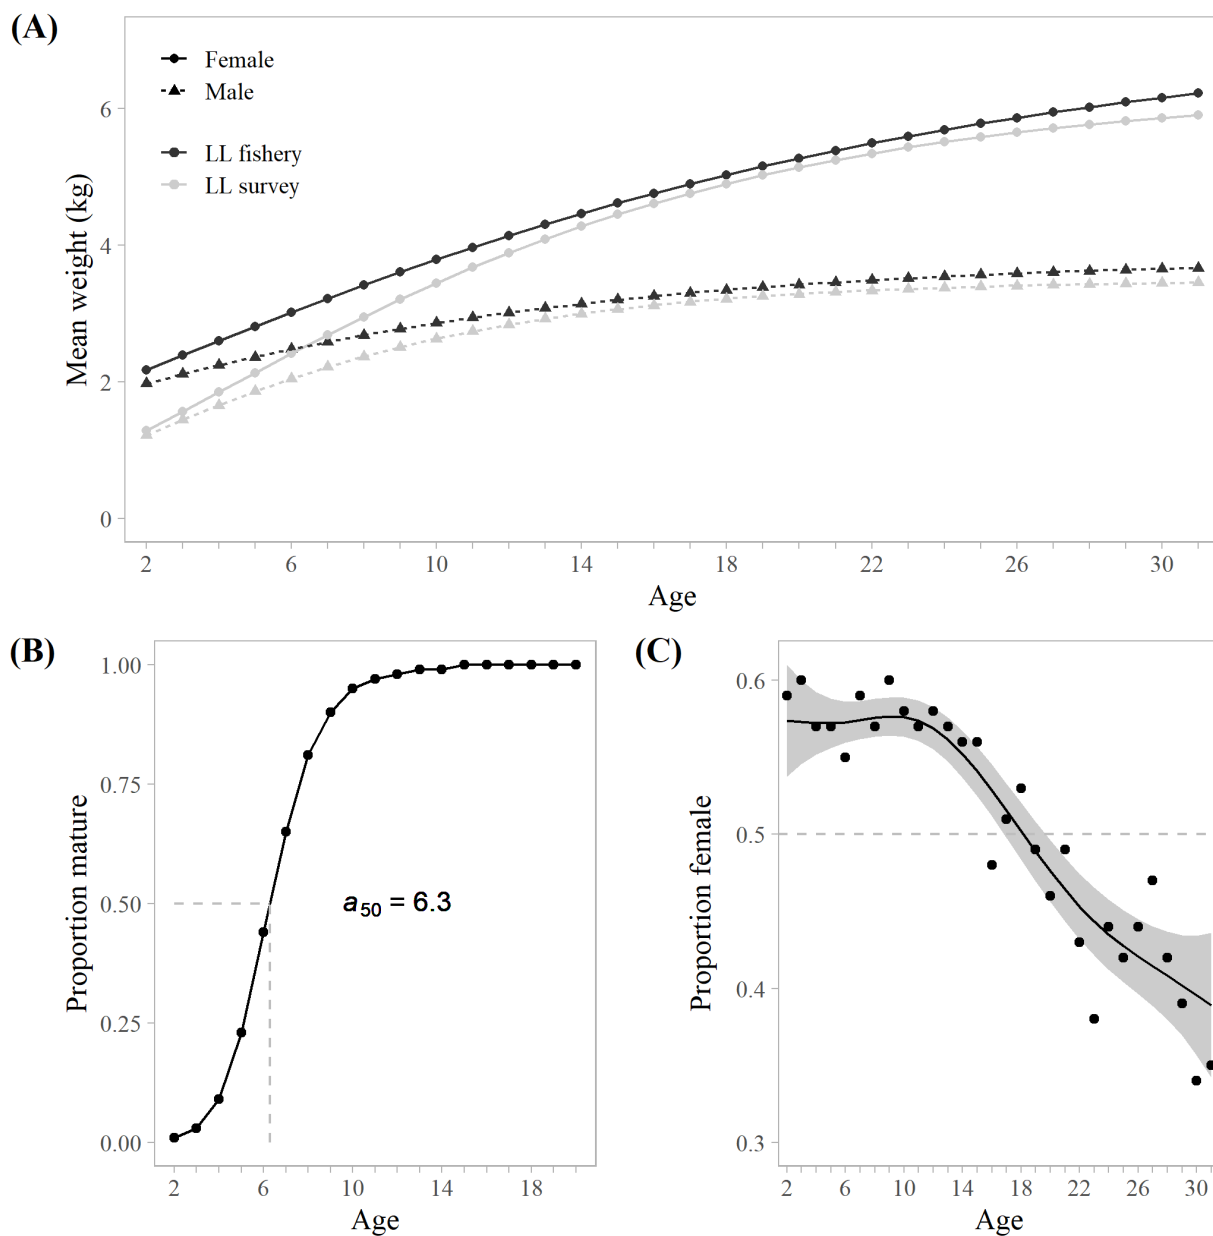 (A)
Female
Male
LL fishery
LL survey
Mean weight (kg)
6
4
2
0
2 6 10 14 18 22 26 30
Age
(B)
Proportion mature
1.00
0.75
0.50
0.25
0.00
a50 = 6.3
2 6 10 14 18
Age
(C)
Proportion female
0.6
0.5
0.4
0.3
2 6 10 14 18 22 26 30
Age